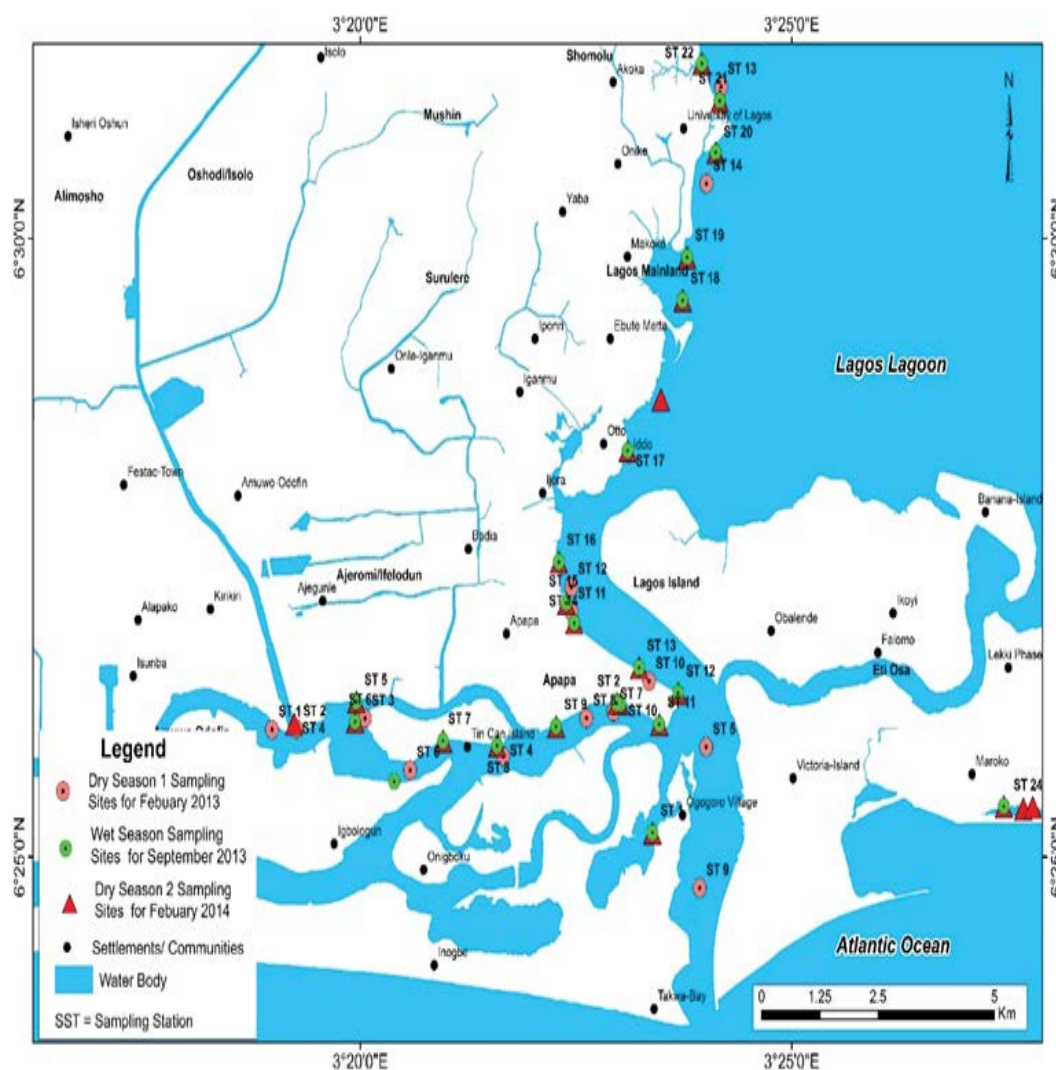 3°20'0"E
3°25'0"E
Isolo
Shomolu
Akoka
ST 22
ST 13
ST 21
N
Isheri Oshun
Mushin
University of Lagos
Oshodi/Isolo
Onike
ST 20
Alimosho
ST 14
Yaba
6°30'0"N
ST 19
Makoko
Lagos Mainland
Surulere
ST 18
Iponri
Ebute Metta
Orile-Iganmu
Lagos Lagoon
Iganmu
Otto
Iddo
ST 17
Festac-Town
Amuwo Odofin
Ijora
Banana-Island
Badia
ST 16
ST 12
Ajeromi/Ifelodun
ST 15
Lagos Island
ST 11
Ajegunle
Kirikiri
Alapako
Apapa
Obalende
Ikoyi
Falomo
Eti Osa
Lekki Phase
ST 13
ST 10
ST 12
Apapa
ST 5
ST 6
ST 3
ST 2
ST 7
ST 10
ST 11
ST 9
ST 8
ST 1
ST 2
ST 4
ST 7
Tin Can Island
ST 4
ST 8
ST 5
Legend
Dry Season 1 Sampling
Sites for Febuary 2013
Wet Season Sampling
Sites for September 2013
Dry Season 2 Sampling
Sites for Febuary 2014
Settlements/ Communities
Water Body
SST = Sampling Station
Victoria-Island
Maroko
ST 24
Ogogoro Village
Igbologun
Onigboku
ST 9
Inogbe
Atlantic Ocean
Takwa-Bay
0 1.25 2.5 5
Km
3°20'0"E
3°25'0"E